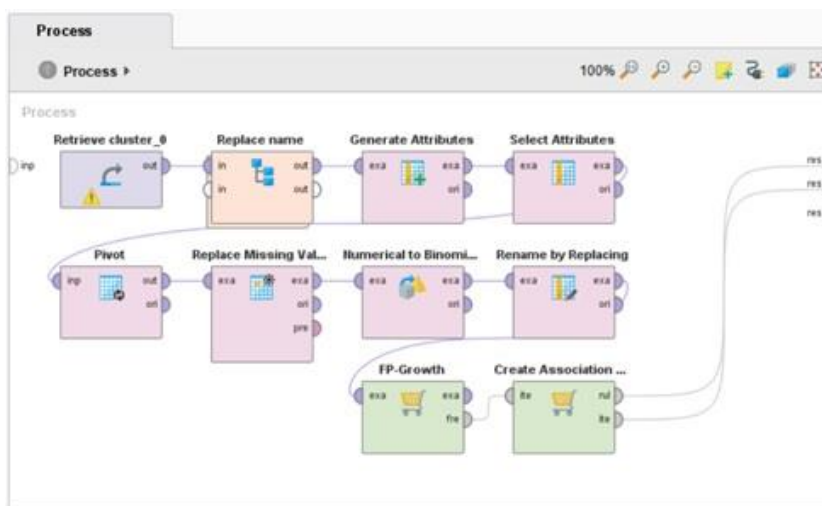 Process
Process
100%
Process
Retrieve cluster_0
Replace name
Generate Attributes
Select Attributes
inp
out
in
out
in
out
exa
exa
ori
exa
exa
ori
res
res
res
Pivot
Replace Missing Val...
Numerical to Binomi...
Rename by Replacing
inp
out
ori
exa
exa
ori
pre
exa
exa
ori
exa
exa
ori
FP-Growth
Create Association ...
exa
exa
fre
ite
rul
ite